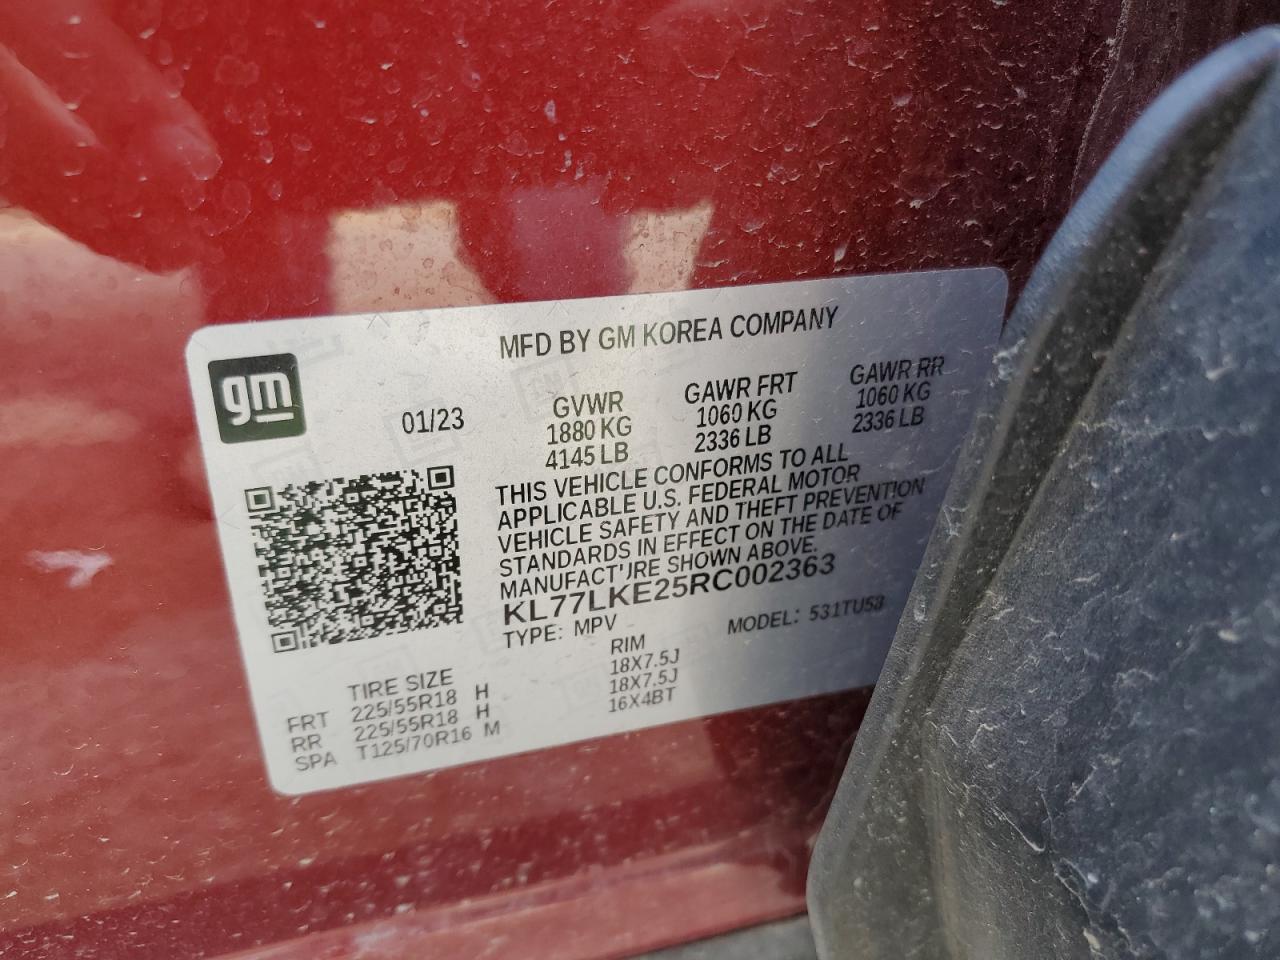 MFD BY GM KOREA COMPANY
gm
01/23
GVWR GAWR FRT GAWR RR
1880 KG 1060 KG 1060 KG
4145 LB 2336 LB 2336 LB
THIS VEHICLE CONFORMS TO ALL
APPLICABLE U.S. FEDERAL MOTOR
VEHICLE SAFETY AND THEFT PREVENTION
STANDARDS IN EFFECT ON THE DATE OF
MANUFACTURE SHOWN ABOVE.
KL77LKE25RC002363
TYPE: MPV MODEL: 531TU58
TIRE SIZE RIM
FRT 225/55R18 H 18X7.5J
RR 225/55R18 H 18X7.5J
SPA T125/70R16 M 16X4BT